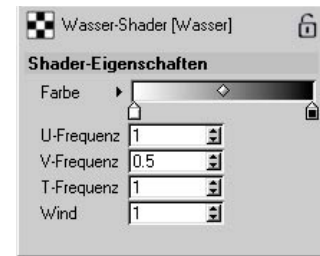 Wasser-Shader [Wasser]
Shader-Eigenschaften
Farbe
U-Frequenz 1
V-Frequenz 0.5
T-Frequenz 1
Wind 1